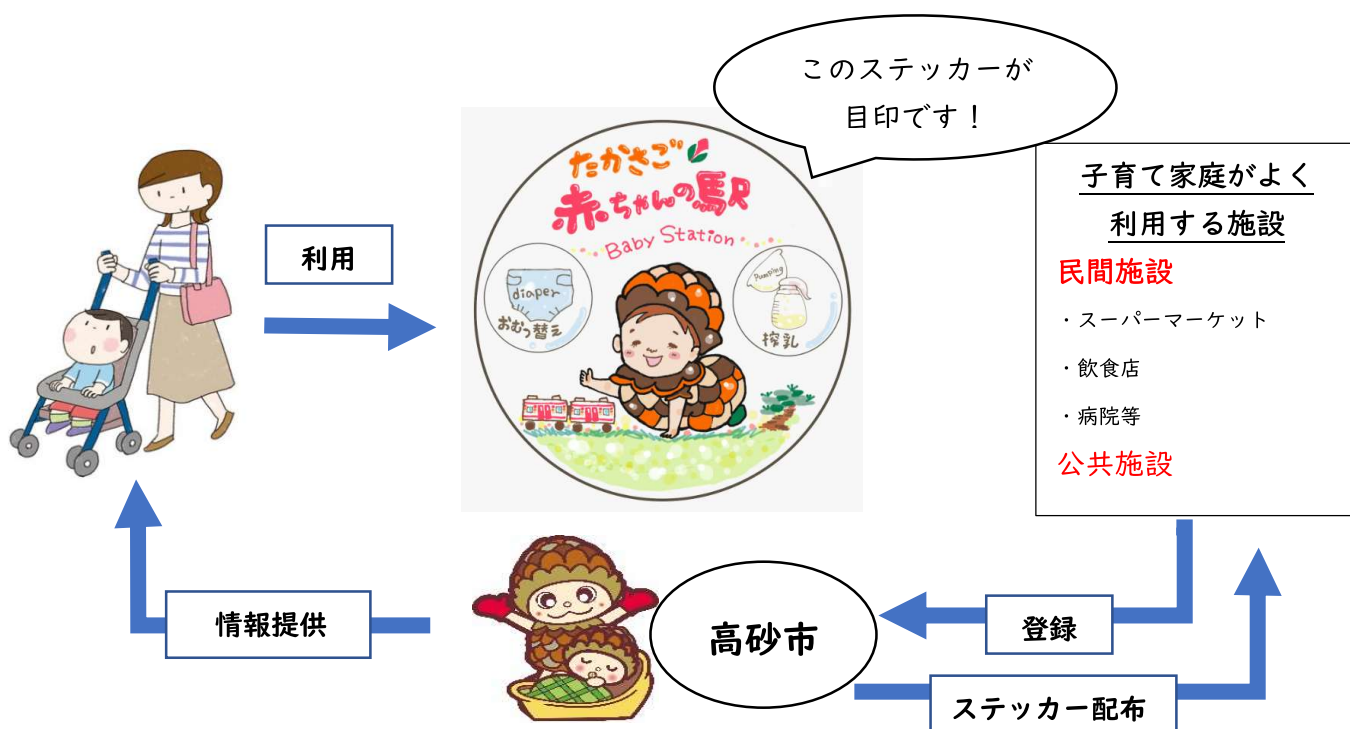 このステッカーが
目印です！
たかさご
赤ちゃんの駅
Baby Station
diaper
おむつ替え
Pumping
搾乳
利用
子育て家庭がよく
利用する施設
民間施設
・スーパーマーケット
・飲食店
・病院等
公共施設
情報提供
高砂市
登録
ステッカー配布